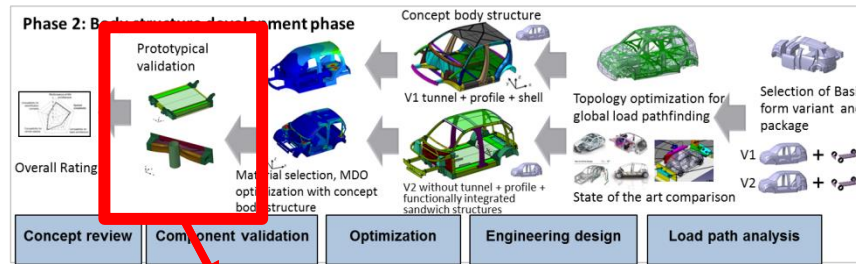 Phase 2: Body structure development phase
Prototypical
validation
Overall Rating
Material selection, MDO
optimization with concept
body structure
Concept body structure
V1 tunnel + profile + shell
V2 without tunnel + profile +
functionally integrated
sandwich structures
Topology optimization for
global load pathfinding
State of the art comparison
Selection of Basi
form variant and
package
V1
+
V2
+
Concept review
Component validation
Optimization
Engineering design
Load path analysis